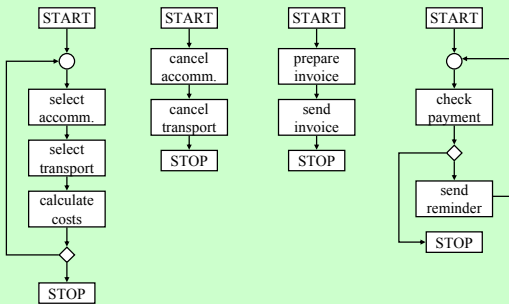 START
select
accomm.
select
transport
calculate
costs
STOP
START
cancel
accomm.
cancel
transport
STOP
START
prepare
invoice
send
invoice
STOP
START
check
payment
send
reminder
STOP